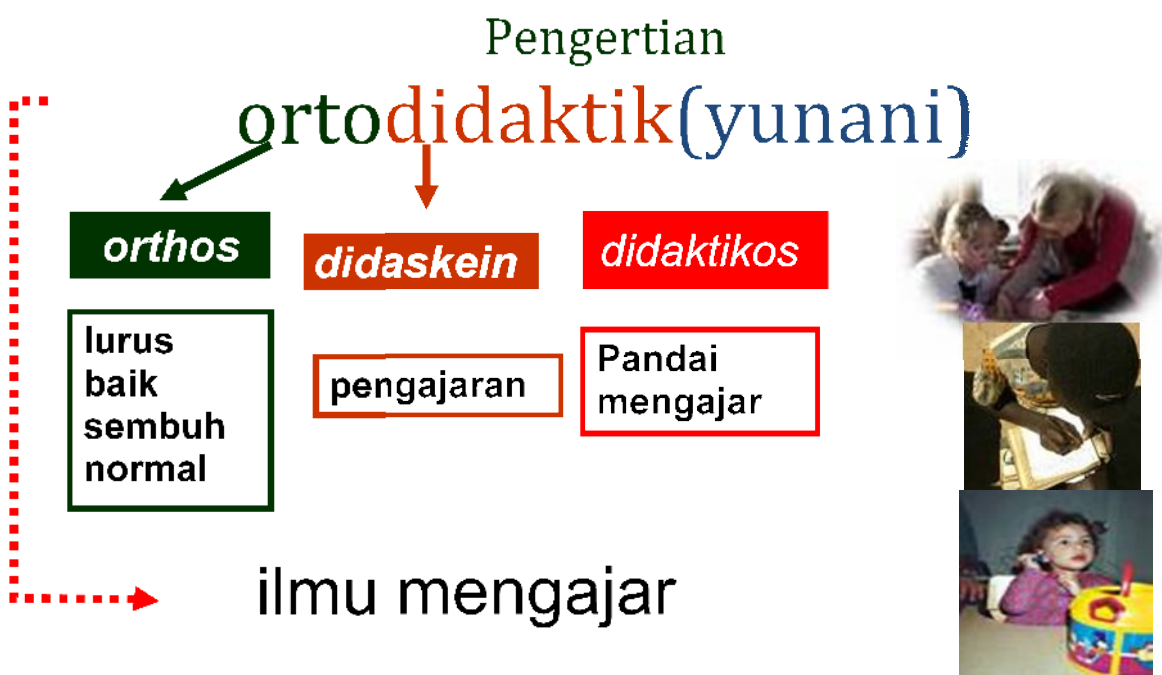 Pengertian
ortodidaktik(yunani)
orthos
didaskein
didaktikos
lurus
baik
sembuh
normal
pengajaran
Pandai
mengajar
ilmu mengajar